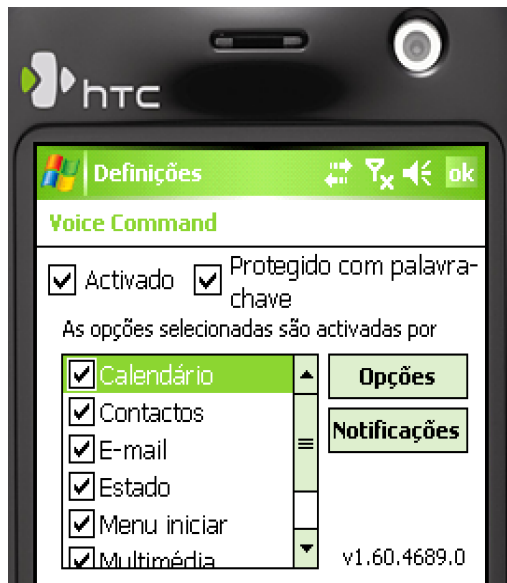 hTC
Definições
ok
Voice Command
Activado
Protegido com palavra-
chave
As opções selecionadas são activadas por
Calendário
Opções
Contactos
Notificações
E-mail
Estado
Menu iniciar
Multimédia
v1.60.4689.0